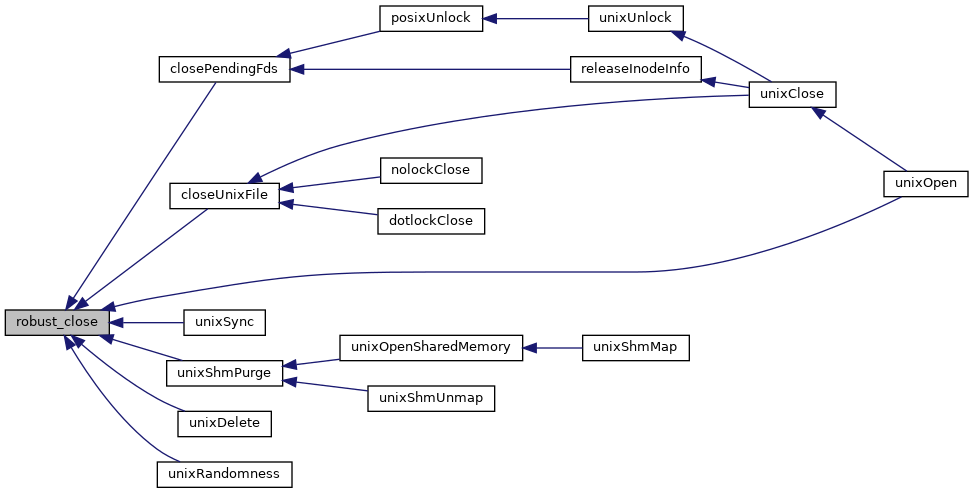 posixUnlock
unixUnlock
closePendingFds
releaseInodeInfo
unixClose
nolockClose
closeUnixFile
unixOpen
dotlockClose
robust_close
unixSync
unixOpenSharedMemory
unixShmMap
unixShmPurge
unixShmUnmap
unixDelete
unixRandomness